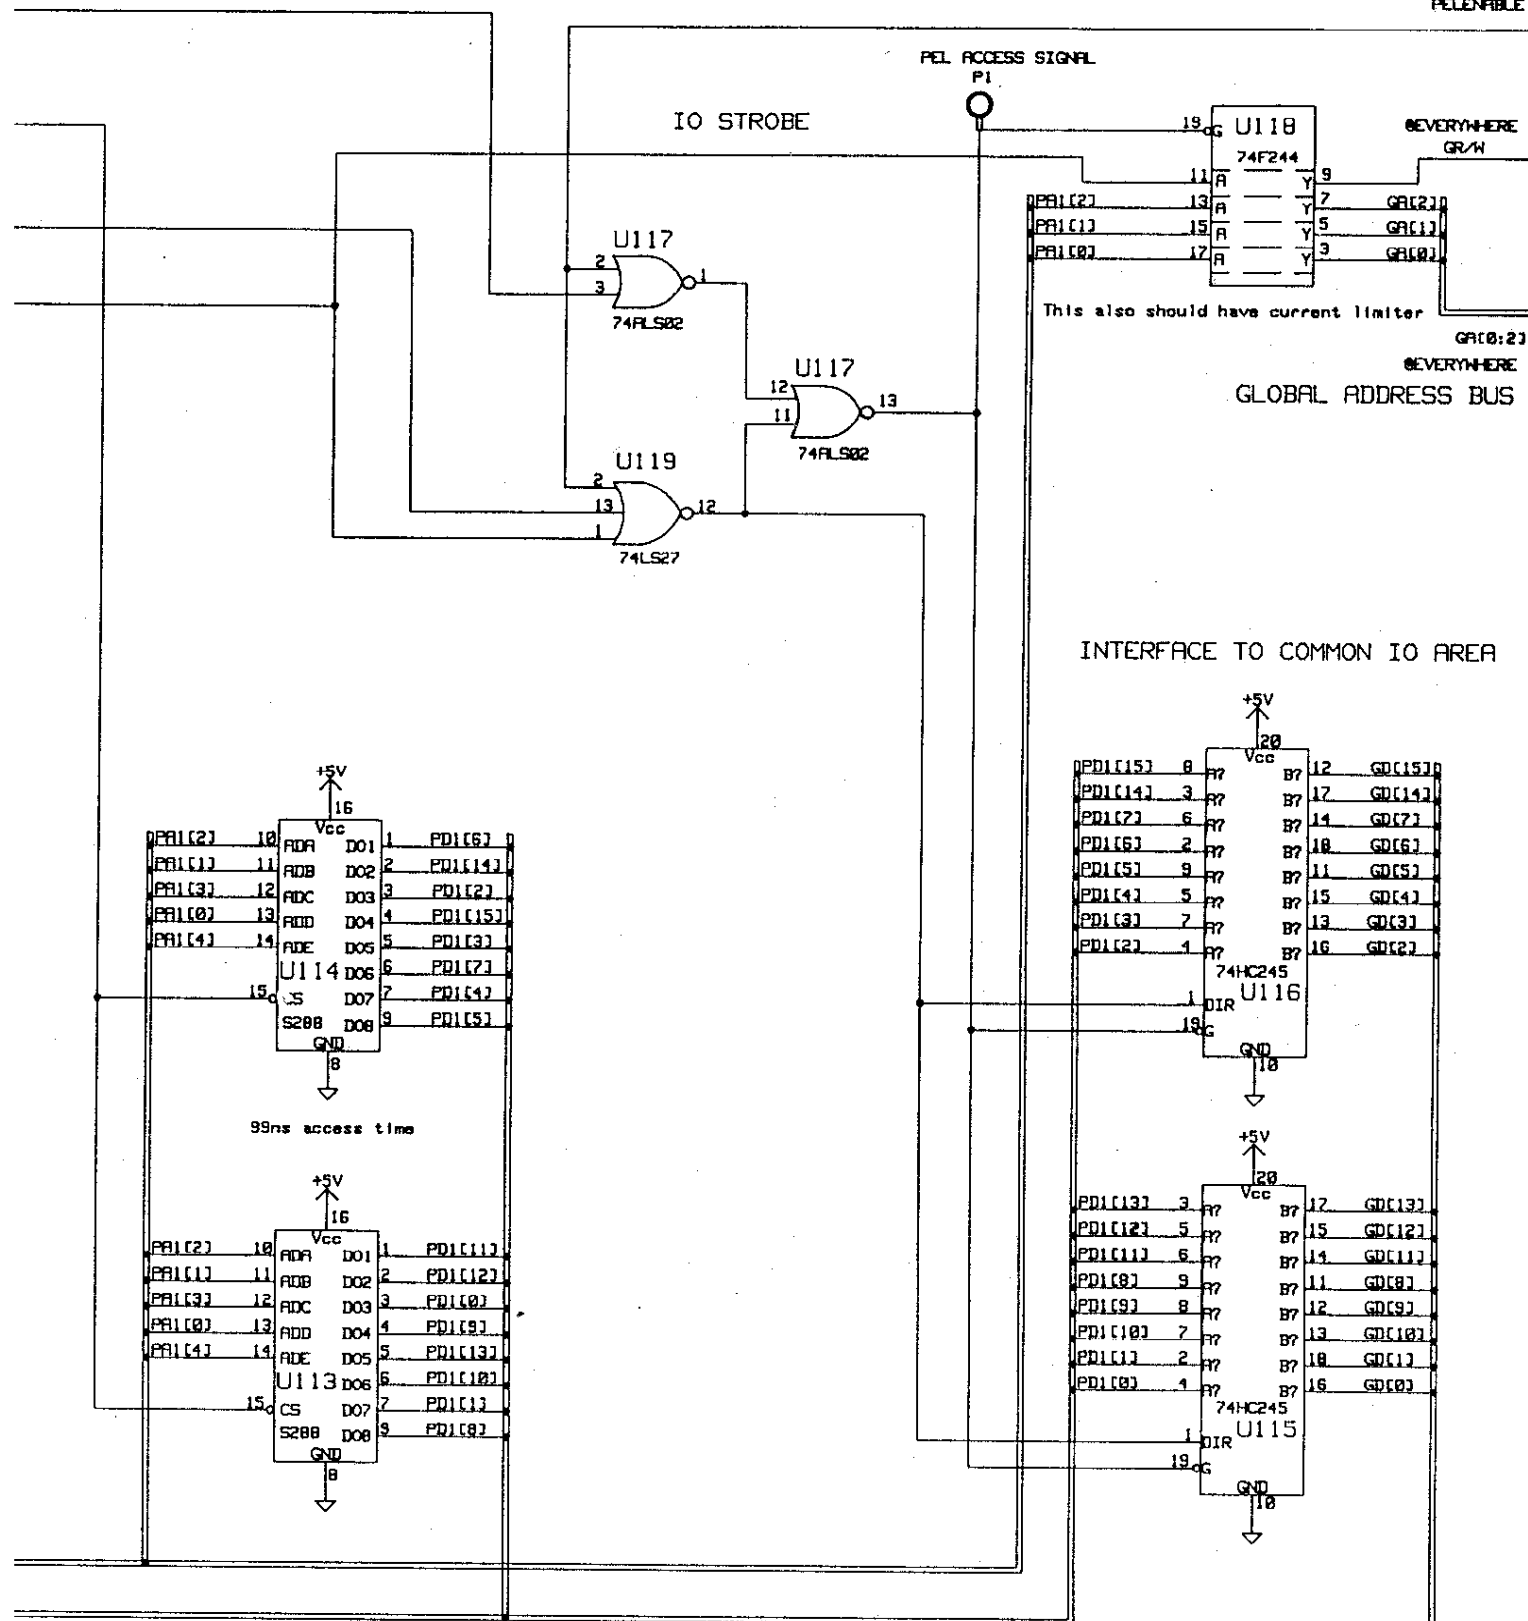 PELENABLE
PEL ACCESS SIGNAL
P1
IO STROBE
19 G U118
74F244
@EVERYWHERE
GR/W
11 A Y 9
PA1[2] 13 A Y 7 GA[2]
PA1[1] 15 A Y 5 GA[1]
PA1[0] 17 A Y 3 GA[0]
This also should have current limiter
GA[0:2]
@EVERYWHERE
GLOBAL ADDRESS BUS
U117
2
3
1
74ALS02
U117
12
11
13
74ALS02
U119
2
13
1
12
74LS27
INTERFACE TO COMMON IO AREA
+5V
20
Vcc
PD1[15] 8 A? B? 12 GD[15]
PD1[14] 3 A? B? 17 GD[14]
PD1[7] 6 A? B? 14 GD[7]
PD1[6] 2 A? B? 18 GD[6]
PD1[5] 9 A? B? 11 GD[5]
PD1[4] 5 A? B? 15 GD[4]
PD1[3] 7 A? B? 13 GD[3]
PD1[2] 4 A? B? 16 GD[2]
74HC245
U116
1 DIR
19 G
GND
10
+5V
16
Vcc
PA1[2] 10 ADA DO1 1 PD1[6]
PA1[1] 11 ADB DO2 2 PD1[14]
PA1[3] 12 ADC DO3 3 PD1[2]
PA1[0] 13 ADD DO4 4 PD1[15]
PA1[4] 14 ADE DO5 5 PD1[3]
U114 DO6 6 PD1[7]
15 CS DO7 7 PD1[4]
S288 DO8 9 PD1[5]
GND
8
99ns access time
+5V
16
Vcc
PA1[2] 10 ADA DO1 1 PD1[11]
PA1[1] 11 ADB DO2 2 PD1[12]
PA1[3] 12 ADC DO3 3 PD1[0]
PA1[0] 13 ADD DO4 4 PD1[9]
PA1[4] 14 ADE DO5 5 PD1[13]
U113 DO6 6 PD1[10]
15 CS DO7 7 PD1[1]
S288 DO8 9 PD1[8]
GND
8
+5V
20
Vcc
PD1[13] 3 A? B? 17 GD[13]
PD1[12] 5 A? B? 15 GD[12]
PD1[11] 6 A? B? 14 GD[11]
PD1[8] 9 A? B? 11 GD[8]
PD1[9] 8 A? B? 12 GD[9]
PD1[10] 7 A? B? 13 GD[10]
PD1[1] 2 A? B? 18 GD[1]
PD1[0] 4 A? B? 16 GD[0]
74HC245
U115
1 DIR
19 G
GND
10